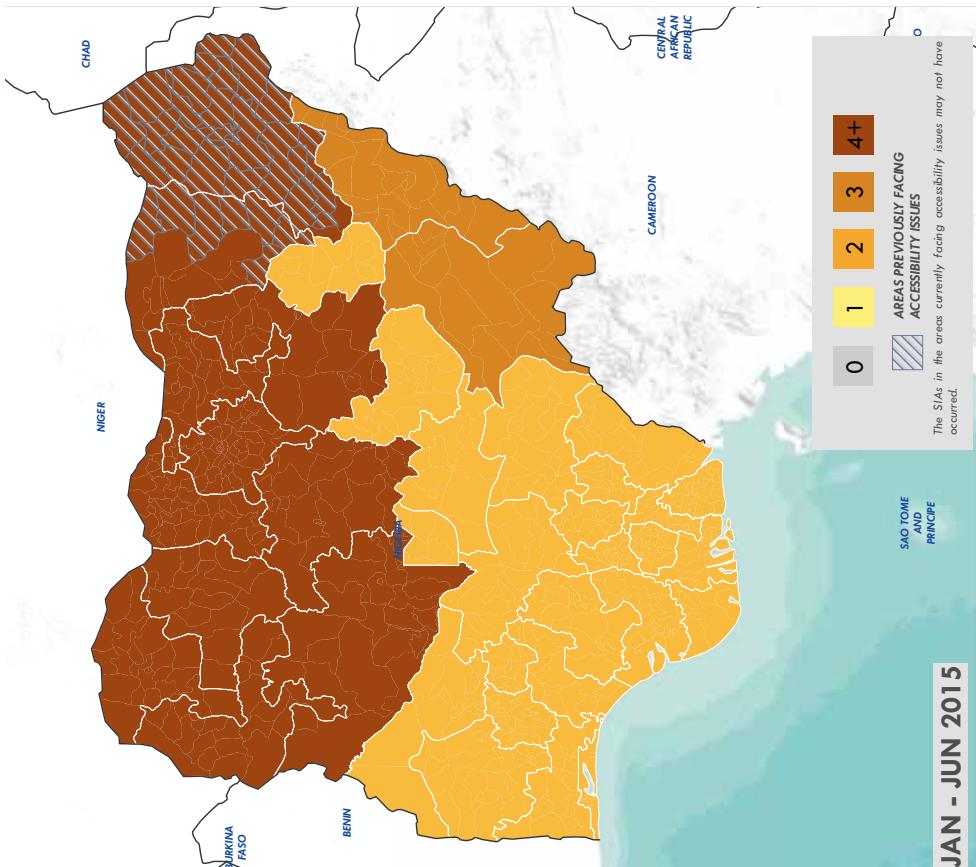 CHAD
NIGER
CENTRAL
AFRICAN
REPUBLIC
CAMEROON
NIGERIA
BENIN
BURKINA
FASO
SAO TOME
AND
PRINCIPE
O
0 1 2 3 4+
AREAS PREVIOUSLY FACING
ACCESSIBILITY ISSUES
The SIAs in the areas currently facing accessibility issues may not have
occurred.
JAN - JUN 2015